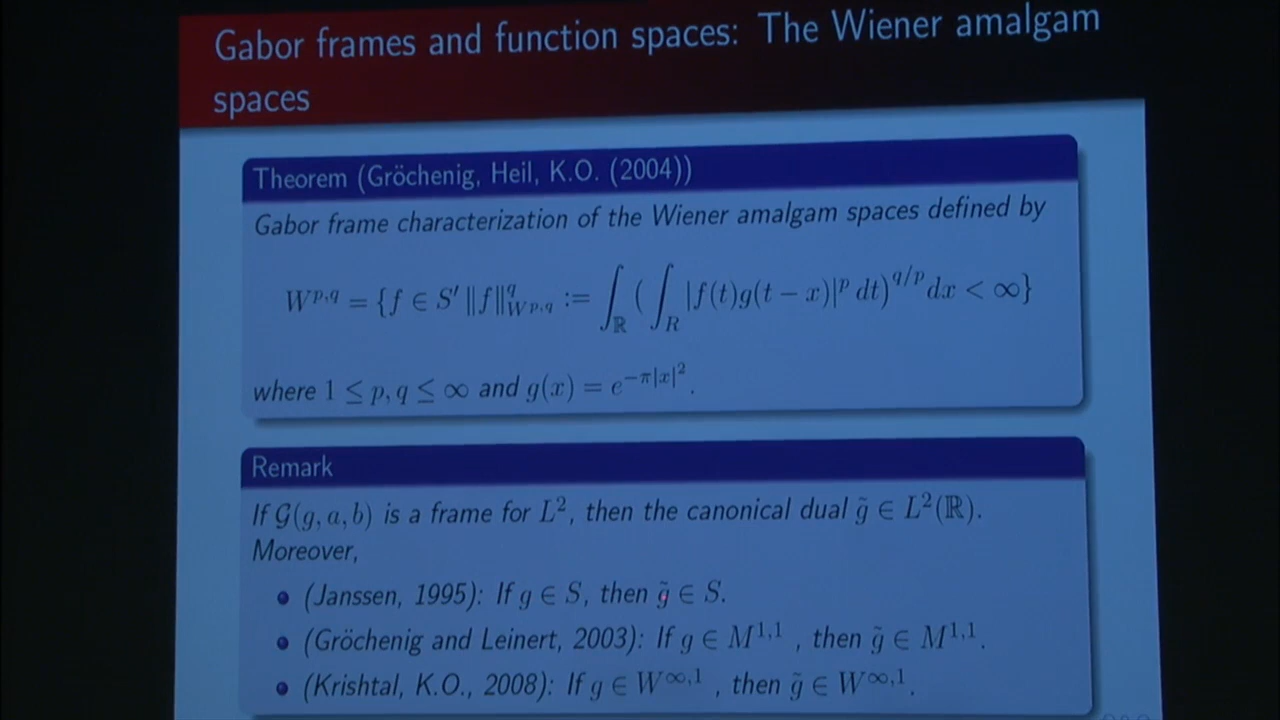 Gabor frames and function spaces: The Wiener amalgam
spaces
Theorem (Gröchenig, Heil, K.O. (2004))
Gabor frame characterization of the Wiener amalgam spaces defined by
W^{p,q} = {f ∈ S′ ‖f‖^q_{W^{p,q}} := ∫_ℝ ( ∫_R |f(t)g(t − x)|^p dt)^{q/p} dx < ∞}
where 1 ≤ p, q ≤ ∞ and g(x) = e^{−π|x|^2}.
Remark
If G(g, a, b) is a frame for L^2, then the canonical dual g̃ ∈ L^2(ℝ).
Moreover,
(Janssen, 1995): If g ∈ S, then g̃ ∈ S.
(Gröchenig and Leinert, 2003): If g ∈ M^{1,1} , then g̃ ∈ M^{1,1}.
(Krishtal, K.O., 2008): If g ∈ W^{∞,1} , then g̃ ∈ W^{∞,1}.